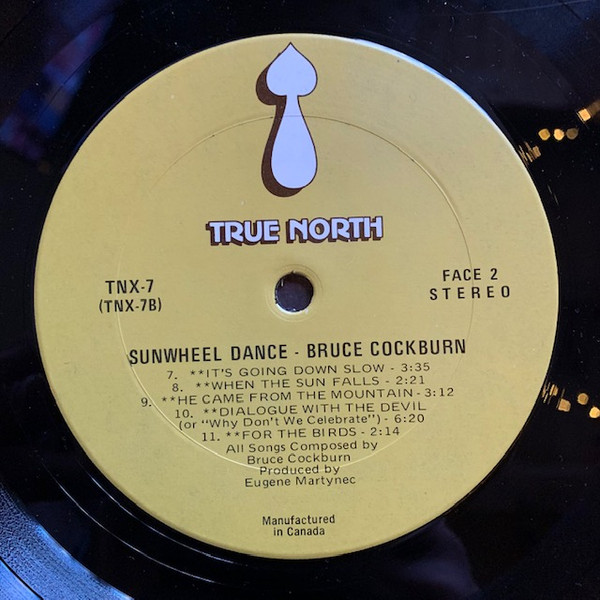 TRUE NORTH
TNX-7
(TNX-7B)
FACE 2
STEREO
SUNWHEEL DANCE - BRUCE COCKBURN
7. **IT'S GOING DOWN SLOW - 3:35
8. **WHEN THE SUN FALLS - 2:21
9. **HE CAME FROM THE MOUNTAIN - 3:12
10. **DIALOGUE WITH THE DEVIL
(or "Why Don't We Celebrate") - 6:20
11. **FOR THE BIRDS - 2:14
All Songs Composed by
Bruce Cockburn
Produced by
Eugene Martynec
Manufactured
in Canada